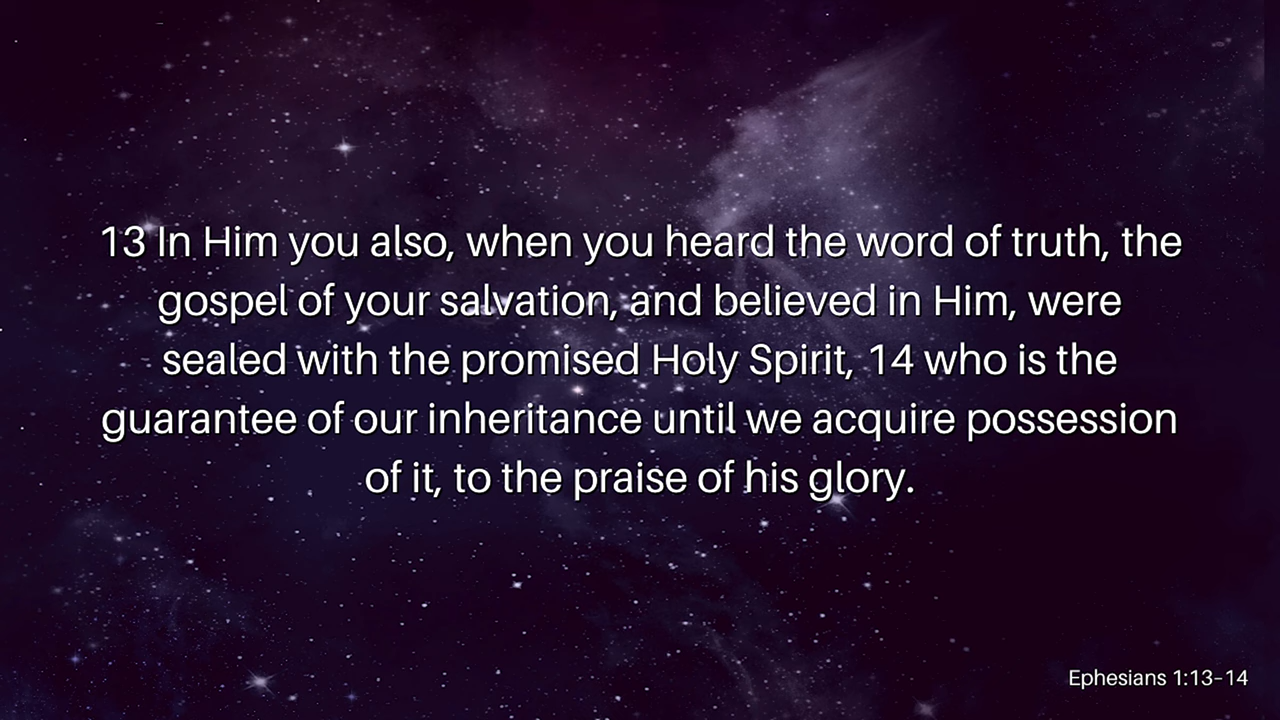 13 In Him you also, when you heard the word of truth, the
gospel of your salvation, and believed in Him, were
sealed with the promised Holy Spirit, 14 who is the
guarantee of our inheritance until we acquire possession
of it, to the praise of his glory.
Ephesians 1:13–14